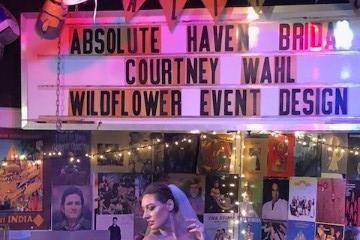 ABSOLUTE HAVEN BRIDA
COURTNEY WAHL
WILDFLOWER EVENT DESIGN
INDIA